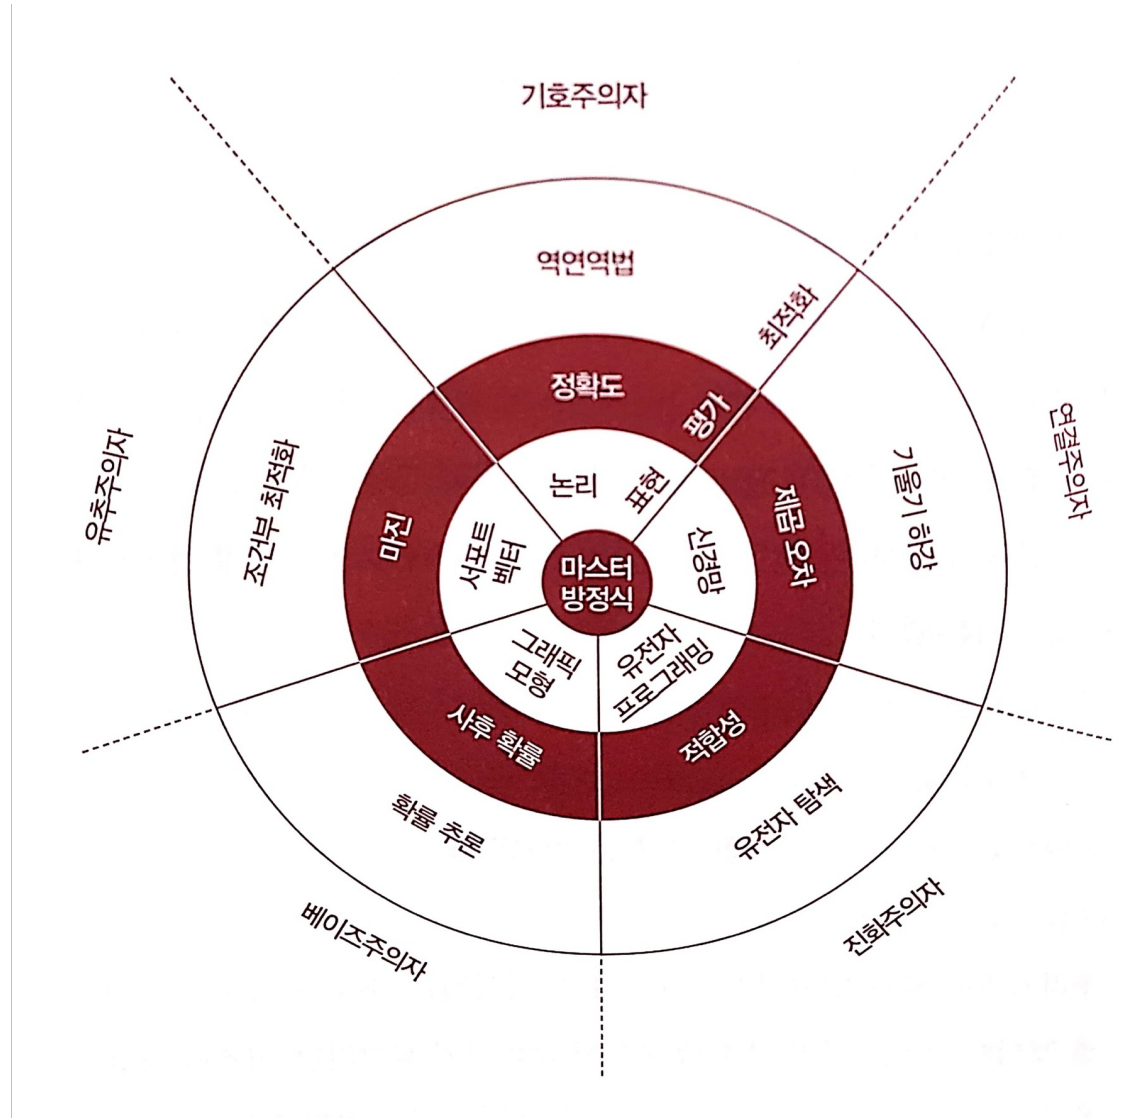 기호주의자
역연역법
최적화
정확도
평가
논리
표현
연결주의자
기울기 하강
제곱 오차
신경망
유추주의자
조건부 최적화
마진
서포트
벡터
마스터
방정식
그래픽
모형
사후 확률
확률 추론
베이즈주의자
유전자
프로그래밍
적합성
유전자 탐색
진화주의자